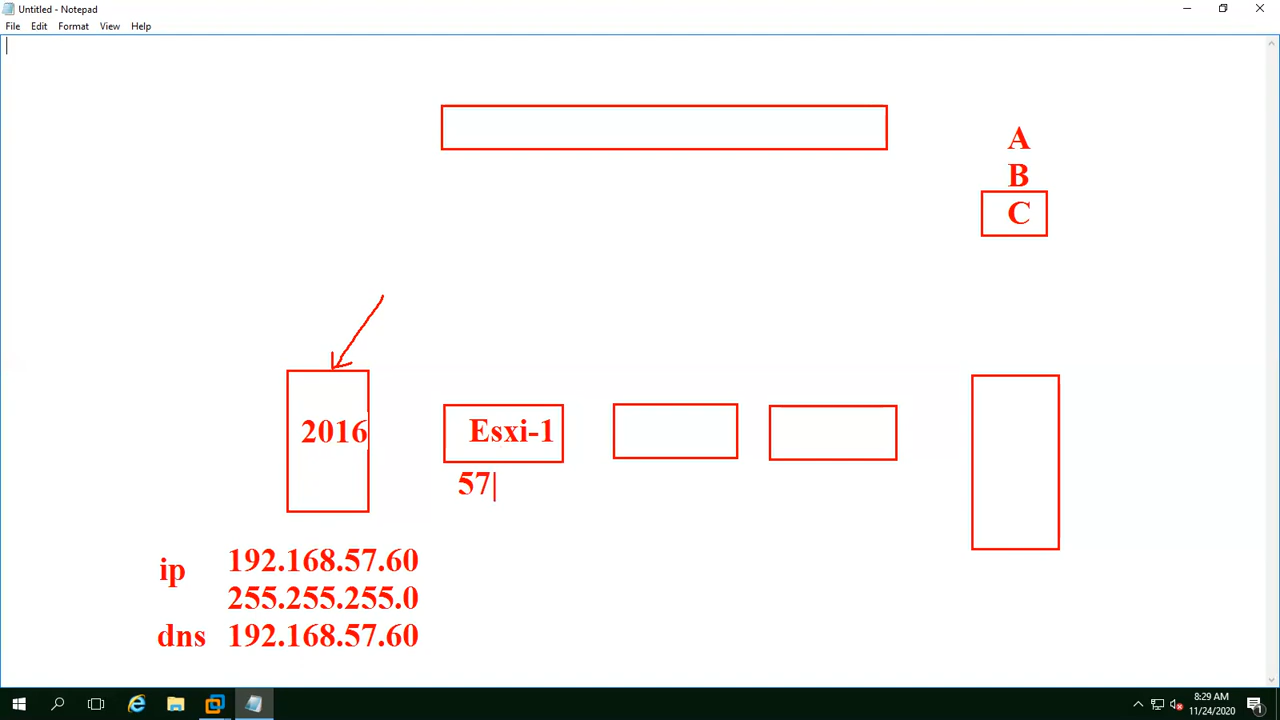 Untitled - Notepad
File Edit Format View Help
A
B
C
2016
Esxi-1
57
ip 192.168.57.60
255.255.255.0
dns 192.168.57.60
8:29 AM
11/24/2020
1